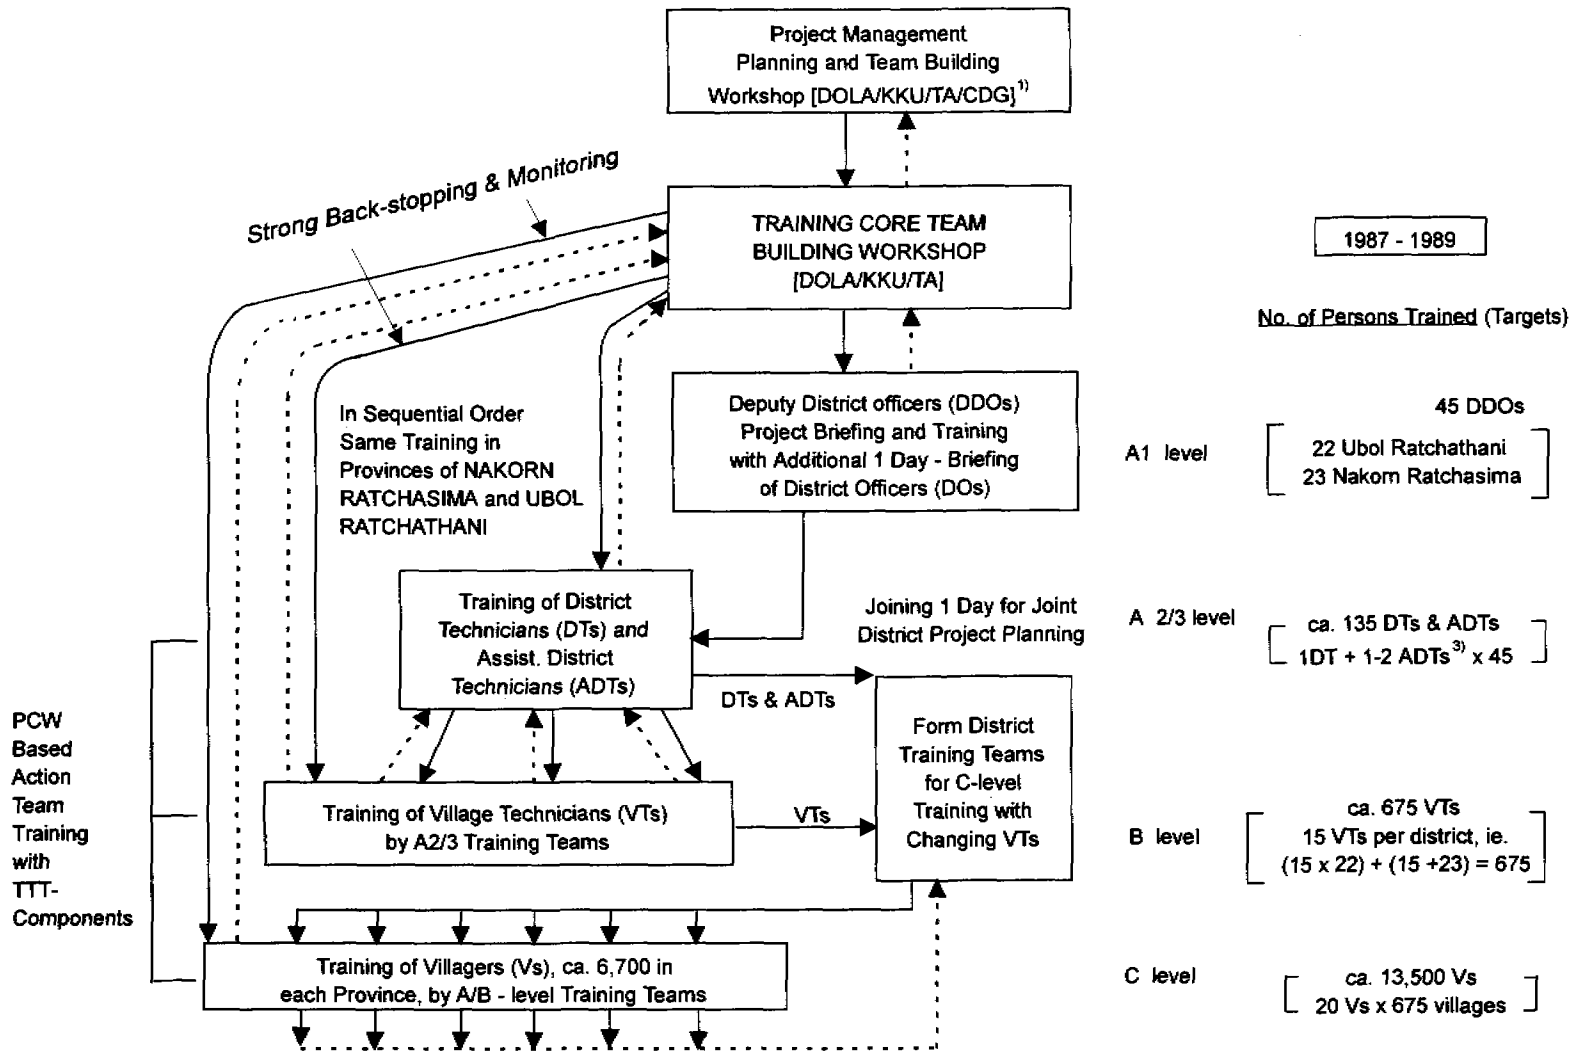 Project Management
Planning and Team Building
Workshop [DOLA/KKU/TA/CDG]1)
Strong Back-stopping & Monitoring
TRAINING CORE TEAM
BUILDING WORKSHOP
[DOLA/KKU/TA]
1987 - 1989
No. of Persons Trained (Targets)
In Sequential Order
Same Training in
Provinces of NAKORN
RATCHASIMA and UBOL
RATCHATHANI
Deputy District officers (DDOs)
Project Briefing and Training
with Additional 1 Day - Briefing
of District Officers (DOs)
A1 level
45 DDOs
22 Ubol Ratchathani
23 Nakorn Ratchasima
Training of District
Technicians (DTs) and
Assist. District
Technicians (ADTs)
Joining 1 Day for Joint
District Project Planning
A 2/3 level
ca. 135 DTs & ADTs
1DT + 1-2 ADTs3) x 45
DTs & ADTs
PCW
Based
Action
Team
Training
with
TTT-
Components
Form District
Training Teams
for C-level
Training with
Changing VTs
Training of Village Technicians (VTs)
by A2/3 Training Teams
VTs
B level
ca. 675 VTs
15 VTs per district, ie.
(15 x 22) + (15 +23) = 675
Training of Villagers (Vs), ca. 6,700 in
each Province, by A/B - level Training Teams
C level
ca. 13,500 Vs
20 Vs x 675 villages